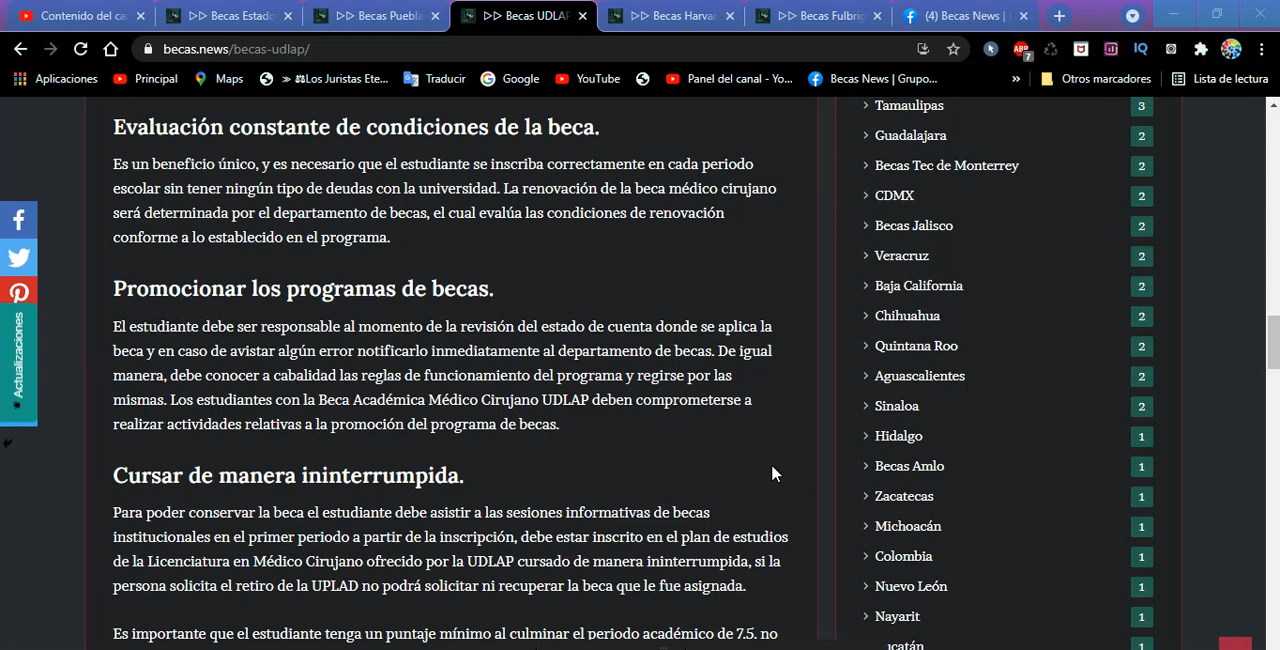 Contenido del ca
>> Becas Estado
>> Becas Puebla
>> Becas UDLAP
>> Becas Harvar
>> Becas Fulbrig
(4) Becas News |
becas.news/becas-udlap/
ABP
7
IQ
Aplicaciones
Principal
Maps
» Los Juristas Ete...
Traducir
Google
YouTube
Panel del canal - Yo...
Becas News | Grupo...
»
Otros marcadores
Lista de lectura
Actualizaciones
Evaluación constante de condiciones de la beca.
Es un beneficio único, y es necesario que el estudiante se inscriba correctamente en cada periodo
escolar sin tener ningún tipo de deudas con la universidad. La renovación de la beca médico cirujano
será determinada por el departamento de becas, el cual evalúa las condiciones de renovación
conforme a lo establecido en el programa.
Promocionar los programas de becas.
El estudiante debe ser responsable al momento de la revisión del estado de cuenta donde se aplica la
beca y en caso de avistar algún error notificarlo inmediatamente al departamento de becas. De igual
manera, debe conocer a cabalidad las reglas de funcionamiento del programa y regirse por las
mismas. Los estudiantes con la Beca Académica Médico Cirujano UDLAP deben comprometerse a
realizar actividades relativas a la promoción del programa de becas.
Cursar de manera ininterrumpida.
Para poder conservar la beca el estudiante debe asistir a las sesiones informativas de becas
institucionales en el primer periodo a partir de la inscripción, debe estar inscrito en el plan de estudios
de la Licenciatura en Médico Cirujano ofrecido por la UDLAP cursado de manera ininterrumpida, si la
persona solicita el retiro de la UPLAD no podrá solicitar ni recuperar la beca que le fue asignada.
Es importante que el estudiante tenga un puntaje mínimo al culminar el periodo académico de 7.5. no
Tamaulipas 3
Guadalajara 2
Becas Tec de Monterrey 2
CDMX 2
Becas Jalisco 2
Veracruz 2
Baja California 2
Chihuahua 2
Quintana Roo 2
Aguascalientes 2
Sinaloa 2
Hidalgo 1
Becas Amlo 1
Zacatecas 1
Michoacán 1
Colombia 1
Nuevo León 1
Nayarit 1
ucatán 1